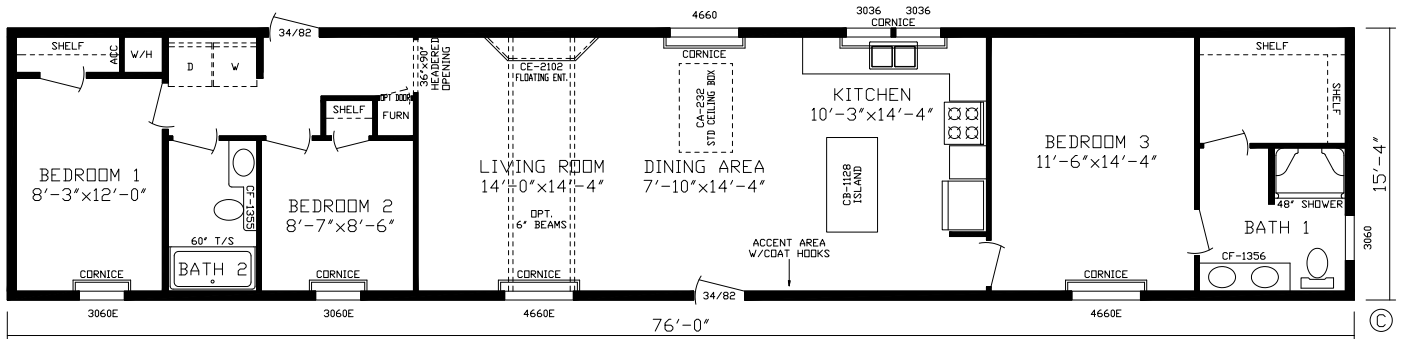 34/82
4660
3036
3036
CORNICE
SHELF
ACC
W/H
D
W
36"x90"
HEADERED
OPENING
CE-2102
FLOATING ENT.
CORNICE
CA-232
STD CEILING BOX
SHELF
SHELF
OPT DOOR
FURN
SHELF
KITCHEN
10'-3"x14'-4"
BEDROOM 1
8'-3"x12'-0"
CF-1355
BEDROOM 2
8'-7"x8'-6"
LIVING ROOM
14'-0"x14'-4"
OPT.
6" BEAMS
DINING AREA
7'-10"x14'-4"
CB-1128
ISLAND
BEDROOM 3
11'-6"x14'-4"
48" SHOWER
BATH 1
CF-1356
60" T/S
BATH 2
ACCENT AREA
W/COAT HOOKS
CORNICE
CORNICE
CORNICE
CORNICE
34/82
3060
15'-4"
3060E
3060E
4660E
4660E
76'-0"
©